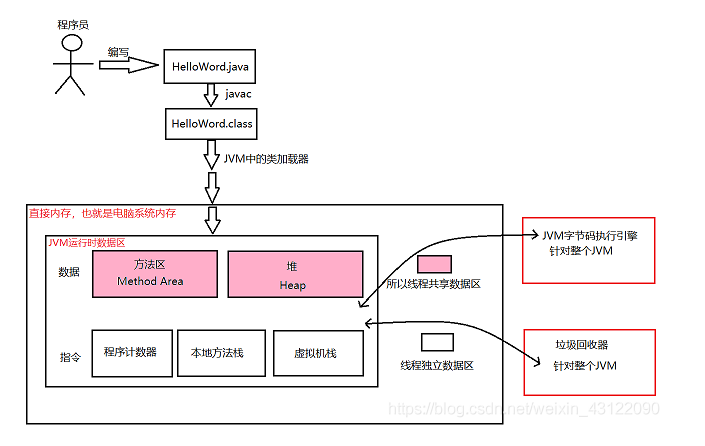 程序员
编写
HelloWord.java
javac
HelloWord.class
JVM中的类加载器
直接内存，也就是电脑系统内存
JVM运行时数据区
数据
方法区
Method Area
堆
Heap
所以线程共享数据区
JVM字节码执行引擎
针对整个JVM
指令
程序计数器
本地方法栈
虚拟机栈
线程独立数据区
垃圾回收器
针对整个JVM
https://blog.csdn.net/weixin_43122090